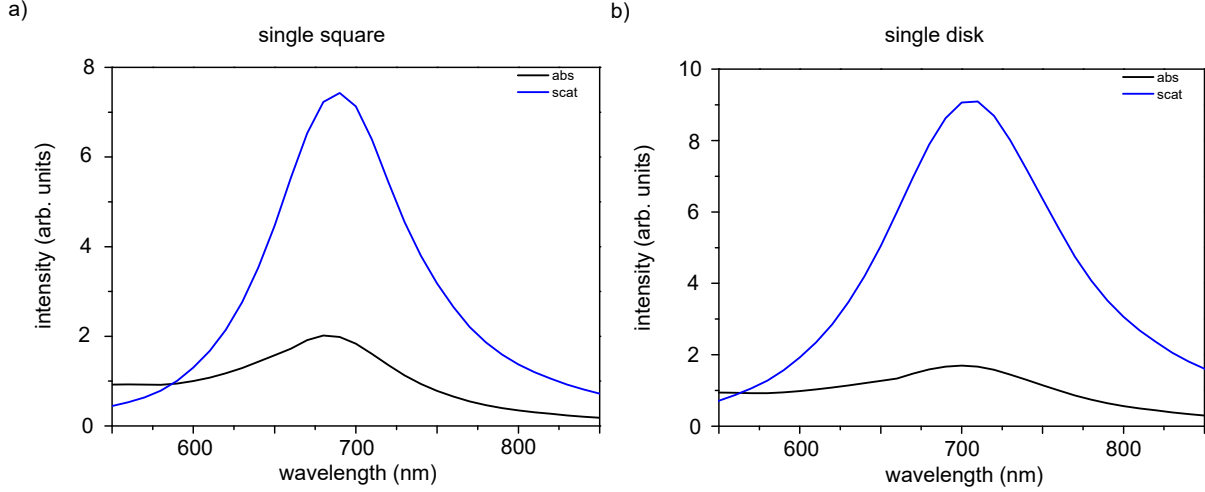 a)
single square
8
6
4
2
0
intensity (arb. units)
abs
scat
600
700
800
wavelength (nm)
b)
single disk
10
8
6
4
2
0
intensity (arb. units)
abs
scat
600
700
800
wavelength (nm)